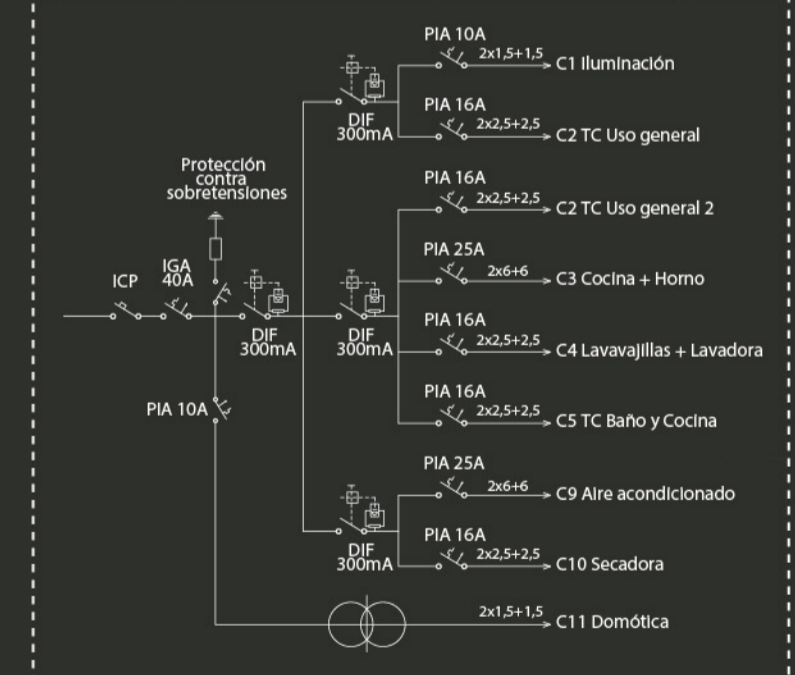 PIA 10A
2x1,5+1,5
C1 Iluminación
DIF
300mA
PIA 16A
2x2,5+2,5
C2 TC Uso general
Protección
contra
sobretensiones
PIA 16A
2x2,5+2,5
C2 TC Uso general 2
ICP
IGA
40A
DIF
300mA
DIF
300mA
PIA 25A
2x6+6
C3 Cocina + Horno
PIA 16A
2x2,5+2,5
C4 Lavavajillas + Lavadora
PIA 16A
2x2,5+2,5
C5 TC Baño y Cocina
PIA 10A
PIA 25A
2x6+6
C9 Aire acondicionado
DIF
300mA
PIA 16A
2x2,5+2,5
C10 Secadora
2x1,5+1,5
C11 Domótica